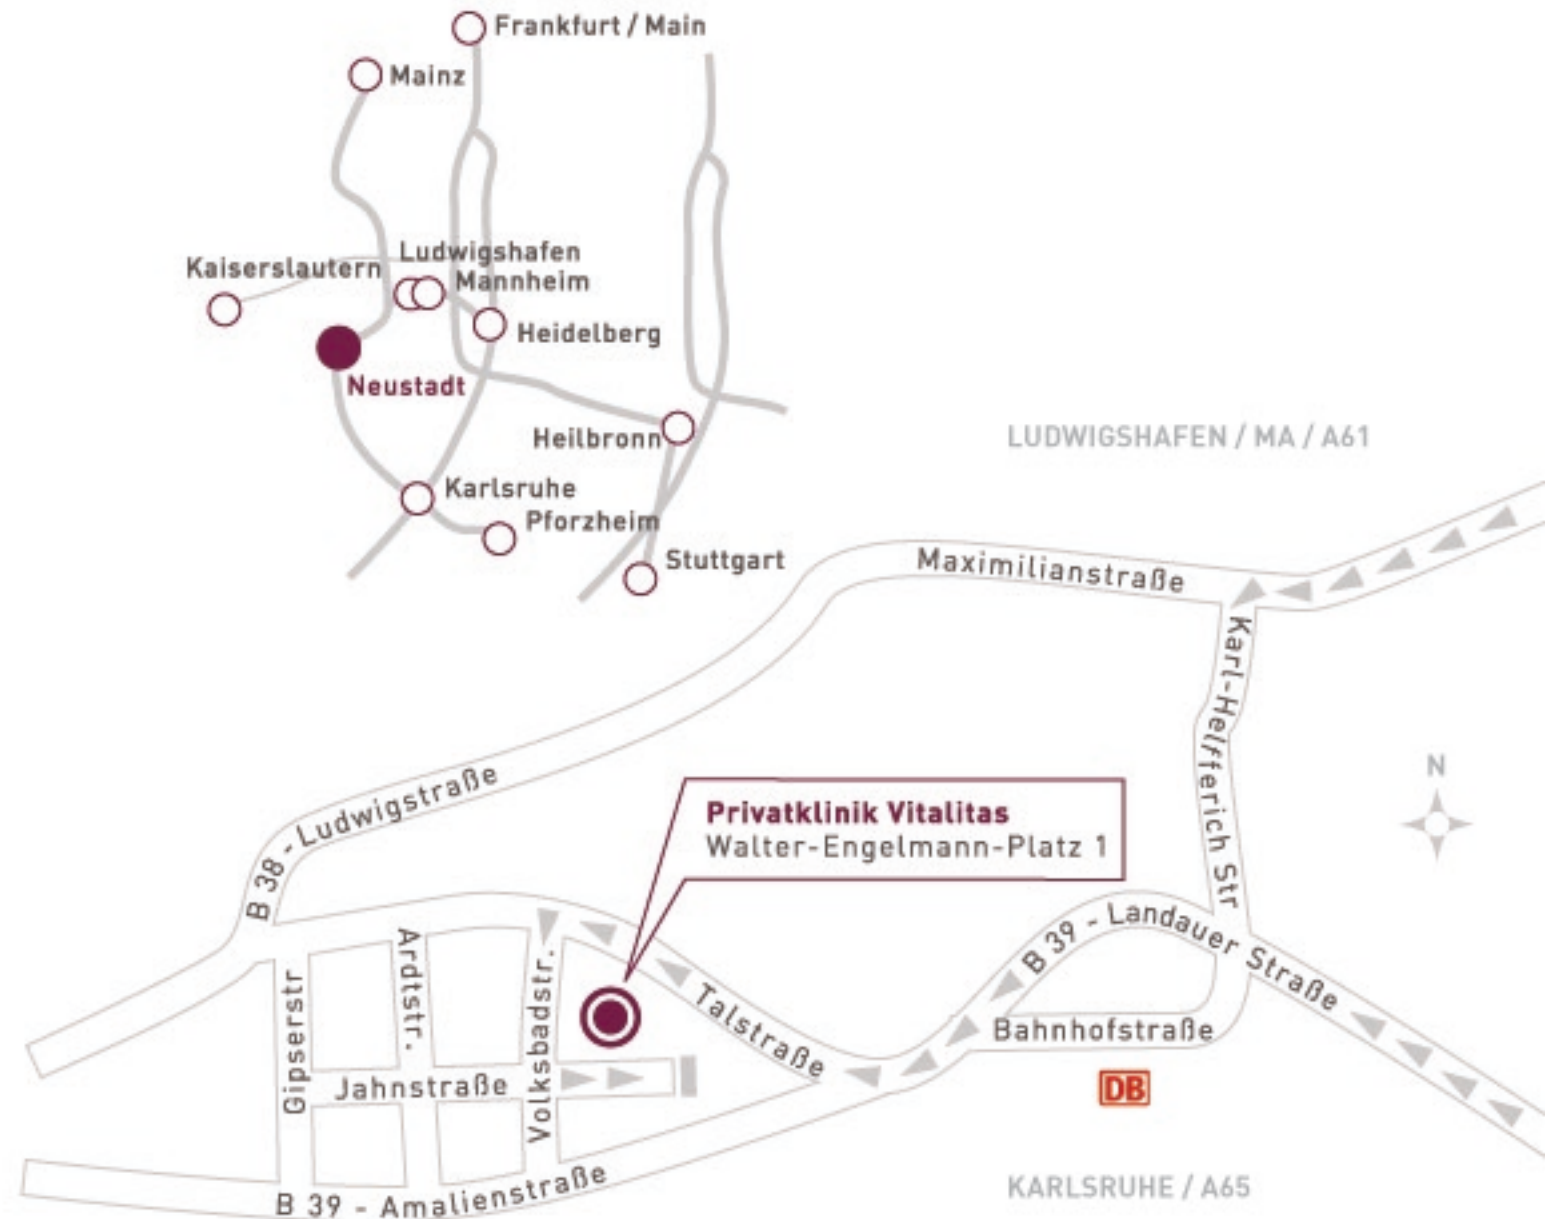 Frankfurt / Main
Mainz
Ludwigshafen
Kaiserslautern
Mannheim
Heidelberg
Neustadt
Heilbronn
Karlsruhe
Pforzheim
Stuttgart
LUDWIGSHAFEN / MA / A61
Maximilianstraße
Karl-Helfferich Str
N
B 38 - Ludwigstraße
Privatklinik Vitalitas
Walter-Engelmann-Platz 1
B 39 - Landauer Straße
Ardtstr.
Volksbadstr.
Gipserstr
Talstraße
Bahnhofstraße
Jahnstraße
DB
B 39 - Amalienstraße
KARLSRUHE / A65